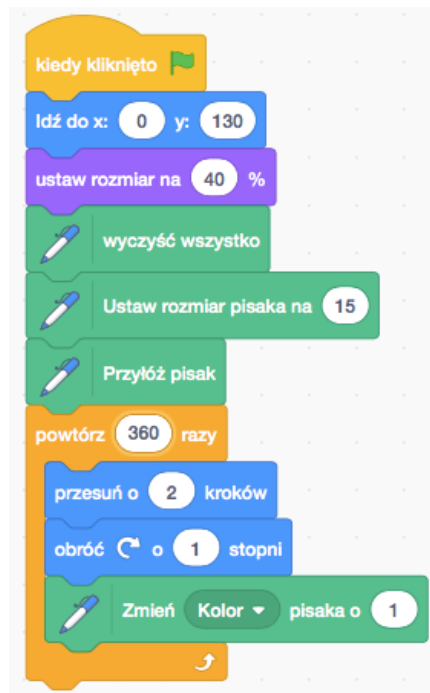 kiedy kliknięto
Idź do x: 0 y: 130
ustaw rozmiar na 40 %
wyczyść wszystko
Ustaw rozmiar pisaka na 15
Przyłóż pisak
powtórz 360 razy
przesuń o 2 kroków
obróć o 1 stopni
Zmień Kolor pisaka o 1